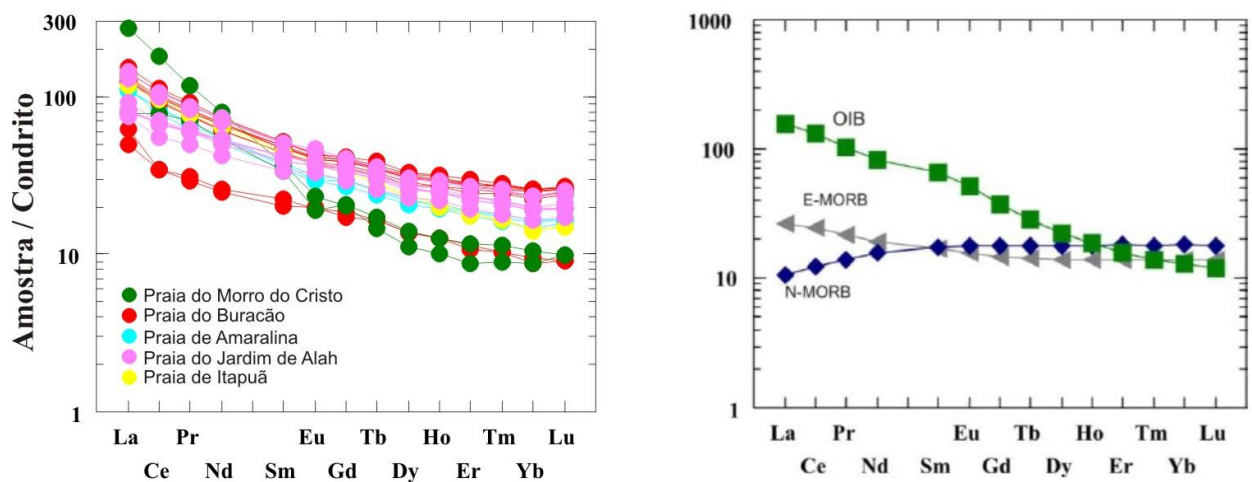 Amostra / Condrito
300
100
10
1
Praia do Morro do Cristo
Praia do Buracão
Praia de Amaralina
Praia do Jardim de Alah
Praia de Itapuã
La Pr Eu Tb Ho Tm Lu
Ce Nd Sm Gd Dy Er Yb
1000
100
10
1
OIB
E-MORB
N-MORB
La Pr Eu Tb Ho Tm Lu
Ce Nd Sm Gd Dy Er Yb